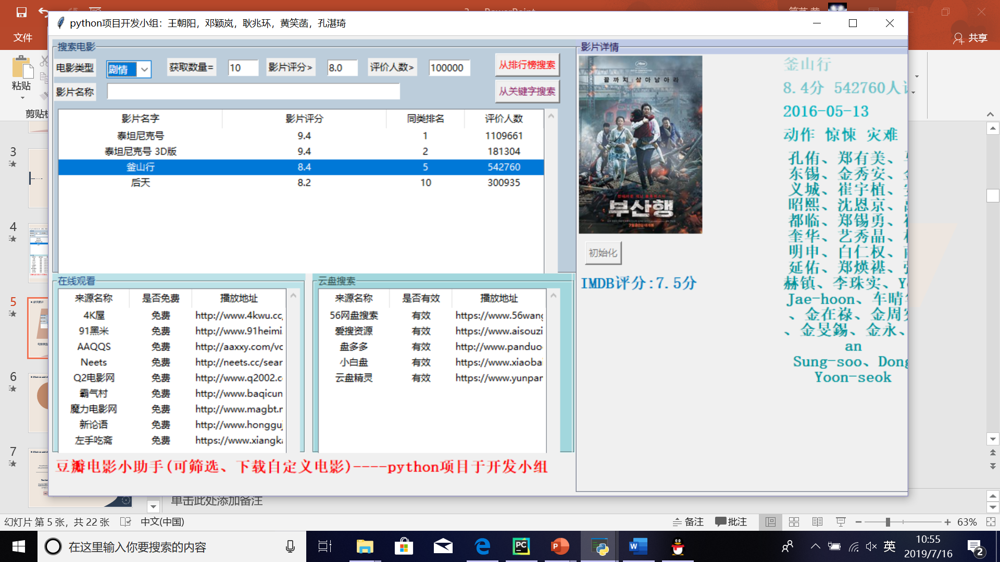 python项目开发小组：王朝阳，邓颖岚，耿兆环，黄笑菡，孔湛琦
文件
共享
粘贴
剪贴板
搜索电影
电影类型
剧情
获取数量=
10
影片评分>
8.0
评价人数>
100000
从排行榜搜索
影片名称
从关键字搜索
影片名字 影片评分 同类排名 评价人数
泰坦尼克号 9.4 1 1109661
泰坦尼克号 3D版 9.4 2 181304
釜山行 8.4 5 542760
后天 8.2 10 300935
在线观看
来源名称 是否免费 播放地址
4K屋 免费 http://www.4kwu.cc
91黑米 免费 http://www.91heimi
AAQQS 免费 http://aaxxy.com/vo
Neets 免费 http://neets.cc/sear
Q2电影网 免费 http://www.q2002.c
霸气村 免费 http://www.baqicun
魔力电影网 免费 http://www.magbt.r
新论语 免费 http://www.honggu
左手吃斋 免费 https://www.xiangka
云盘搜索
来源名称 是否有效 播放地址
56网盘搜索 有效 https://www.56wang
爱搜资源 有效 https://www.aisouzi
盘多多 有效 http://www.panduo
小白盘 有效 https://www.xiaoba
云盘精灵 有效 https://www.yunpar
豆瓣电影小助手(可筛选、下载自定义电影)----python项目于开发小组
影片详情
끝까지 살아남아라
부산행
初始化
IMDB评分:7.5分
釜山行
8.4分 542760人
2016-05-13
动作 惊悚 灾难
孔侑、郑有美、
东锡、金秀安、
义城、崔宇植、
昭熙、沈恩京、
都临、郑锡勇、
奎华、艺秀晶、
明申、白仁权、
延佑、郑煐祺、
赫镇、李珠实、
Jae-hoon、车晴
、金在禄、金周
、金旻錫、金永、
an
Sung-soo、Dong
Yoon-seok
3
4
5
6
7
单击此处添加备注
幻灯片 第 5 张，共 22 张
中文(中国)
备注
批注
63%
在这里输入你要搜索的内容
英
10:55
2019/7/16
2